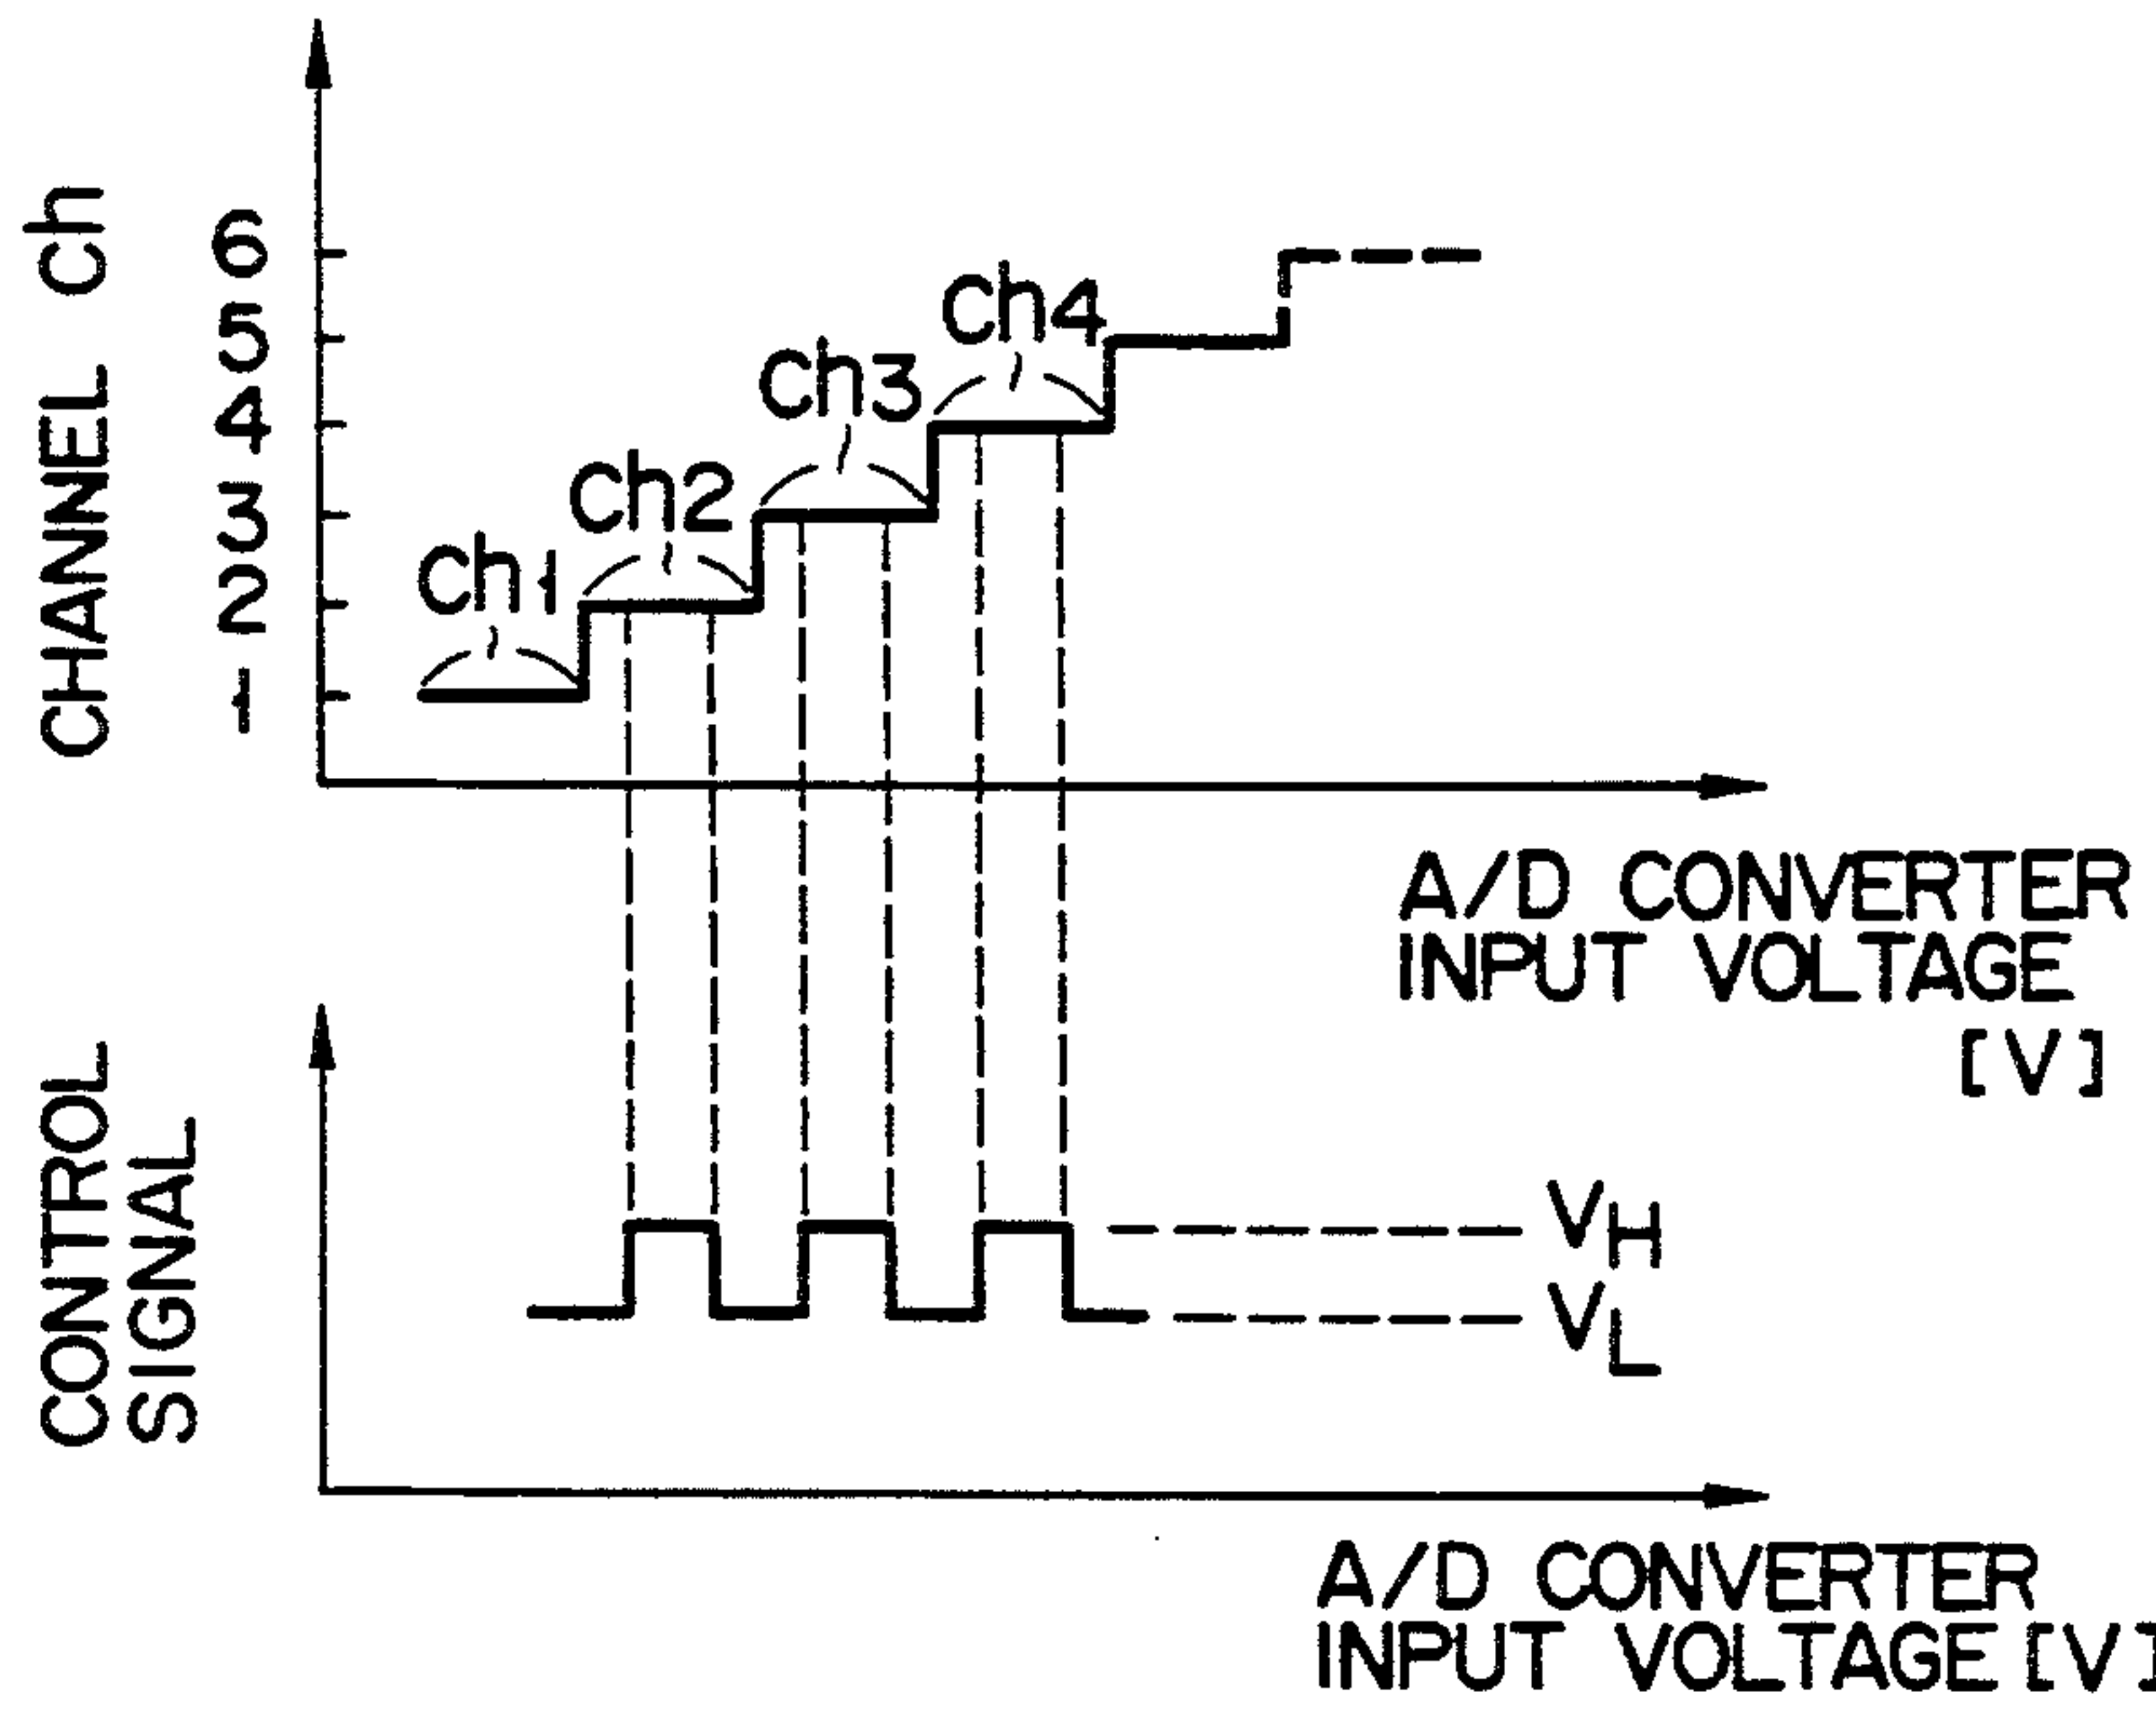 CHANNEL Ch
6
5
4
3
2
1
Ch1
Ch2
Ch3
Ch4
A/D CONVERTER
INPUT VOLTAGE
[V]
CONTROL
SIGNAL
VH
VL
A/D CONVERTER
INPUT VOLTAGE [V]